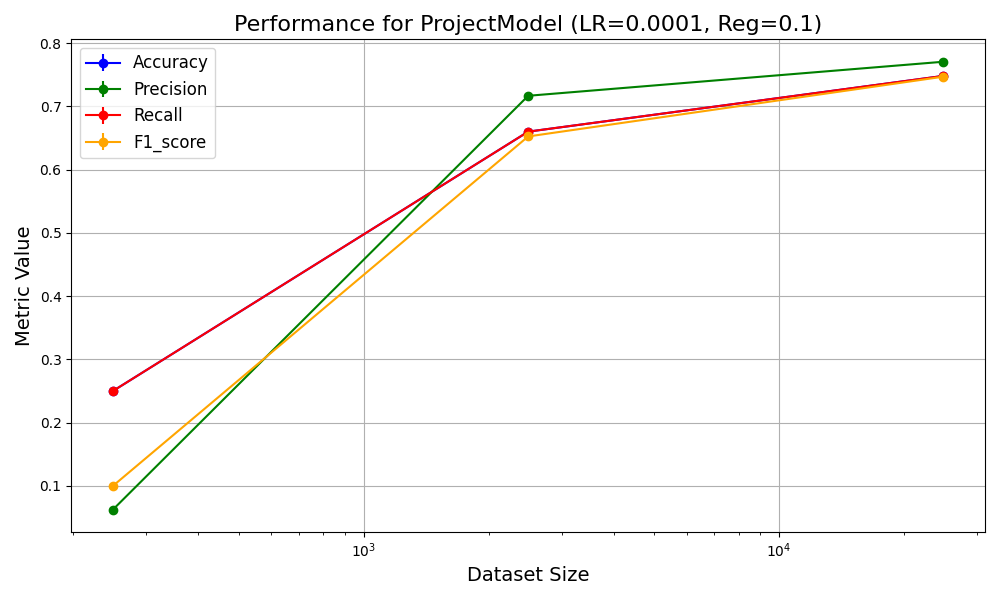 Performance for ProjectModel (LR=0.0001, Reg=0.1)
Accuracy
Precision
Recall
F1_score
0.8
0.7
0.6
0.5
0.4
0.3
0.2
0.1
Metric Value
10³
10⁴
Dataset Size